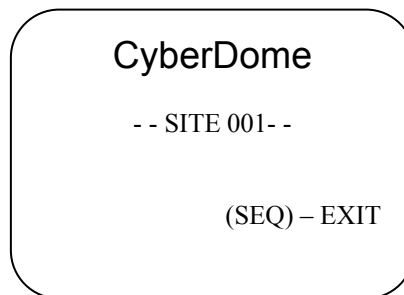 CyberDome
- - SITE 001- -
(SEQ) – EXIT